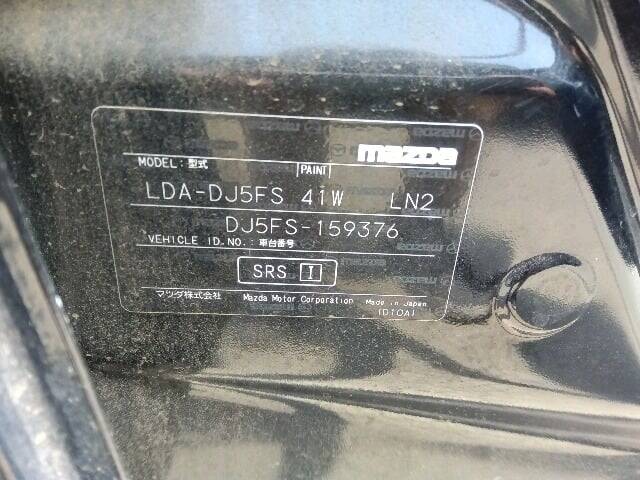 mazda
MODEL: 型式 PAINT
LDA-DJ5FS 41W LN2
DJ5FS-159376
VEHICLE ID.NO.: 車台番号
SRS I
マツダ株式会社 Mazda Motor Corporation Made in Japan
(D10A)